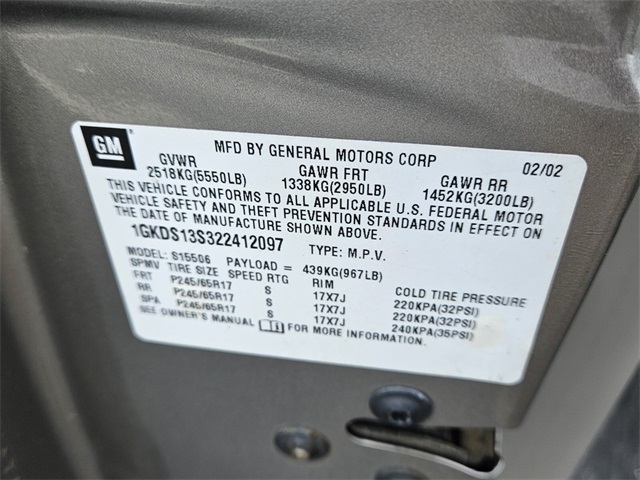 GM
MFD BY GENERAL MOTORS CORP 02/02
GVWR GAWR FRT GAWR RR
2518KG(5550LB) 1338KG(2950LB) 1452KG(3200LB)
THIS VEHICLE CONFORMS TO ALL APPLICABLE U.S. FEDERAL MOTOR
VEHICLE SAFETY AND THEFT PREVENTION STANDARDS IN EFFECT ON
THE DATE OF MANUFACTURE SHOWN ABOVE.
1GKDS13S322412097 TYPE: M.P.V.
MODEL: S15506 PAYLOAD = 439KG(967LB)
SPMV TIRE SIZE SPEED RTG RIM COLD TIRE PRESSURE
FRT P245/65R17 S 17X7J 220KPA(32PSI)
RR P245/65R17 S 17X7J 220KPA(32PSI)
SPA P245/65R17 S 17X7J 240KPA(35PSI)
SEE OWNER'S MANUAL FOR MORE INFORMATION.